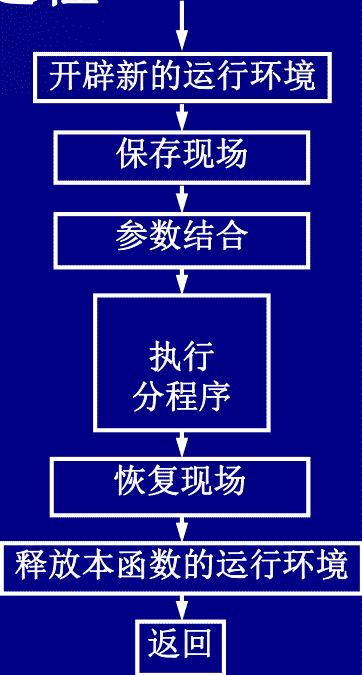 开辟新的运行环境
保存现场
参数结合
执行
分程序
恢复现场
释放本函数的运行环境
返回